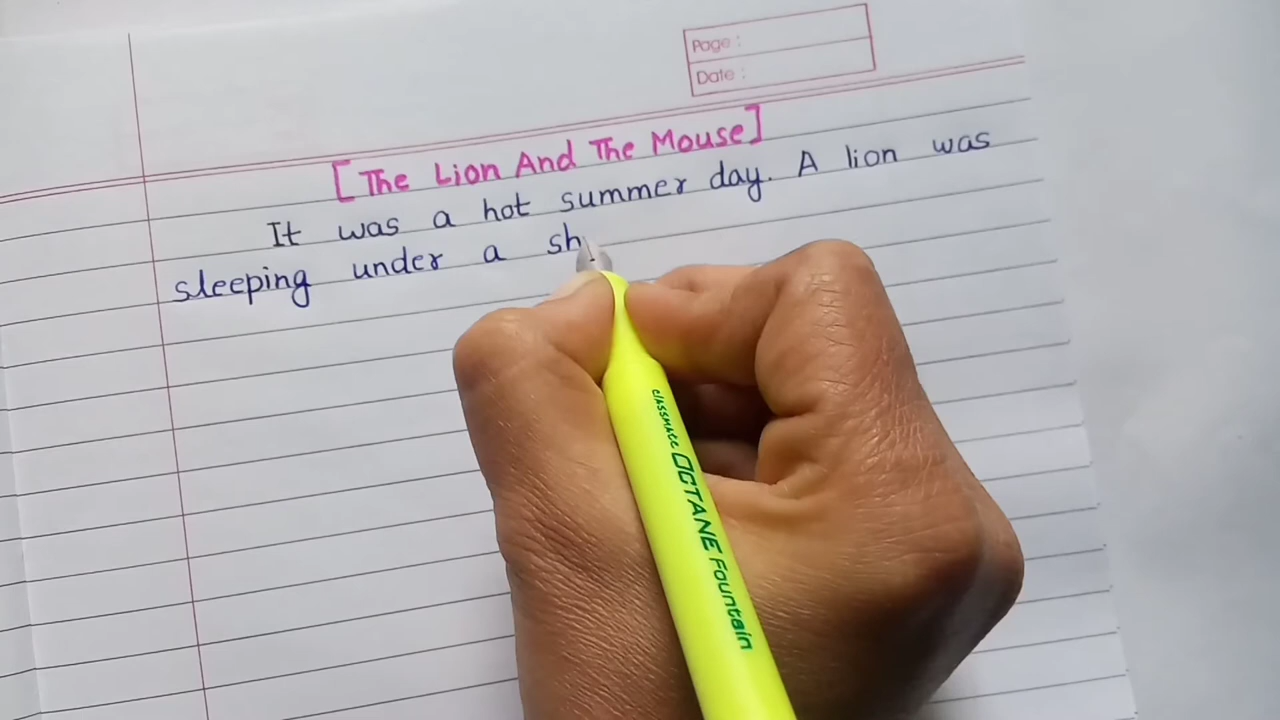 Page :
Date :
[The Lion And The Mouse]
It was a hot summer day. A lion was
sleeping under a sh
classmate OCTANE Fountain